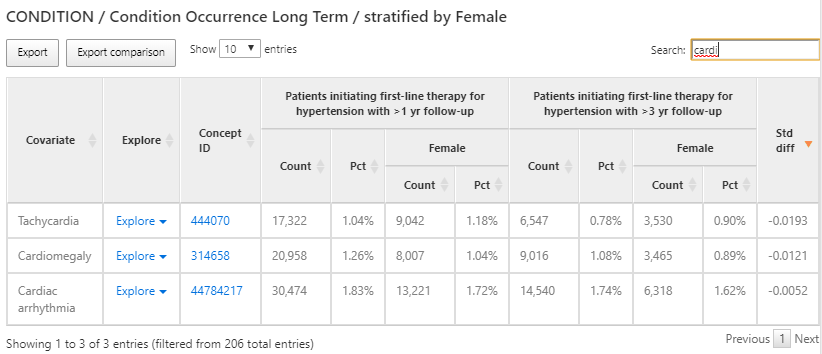 CONDITION / Condition Occurrence Long Term / stratified by Female
Export Export comparison Show 10 entries Search: cardi
Covariate Explore Concept ID Patients initiating first-line therapy for hypertension with >1 yr follow-up Patients initiating first-line therapy for hypertension with >3 yr follow-up Std diff
Count Pct Female Count Pct Female
Count Pct Count Pct
Tachycardia Explore 444070 17,322 1.04% 9,042 1.18% 6,547 0.78% 3,530 0.90% -0.0193
Cardiomegaly Explore 314658 20,958 1.26% 8,007 1.04% 9,016 1.08% 3,465 0.89% -0.0121
Cardiac arrhythmia Explore 44784217 30,474 1.83% 13,221 1.72% 14,540 1.74% 6,318 1.62% -0.0052
Showing 1 to 3 of 3 entries (filtered from 206 total entries) Previous 1 Next